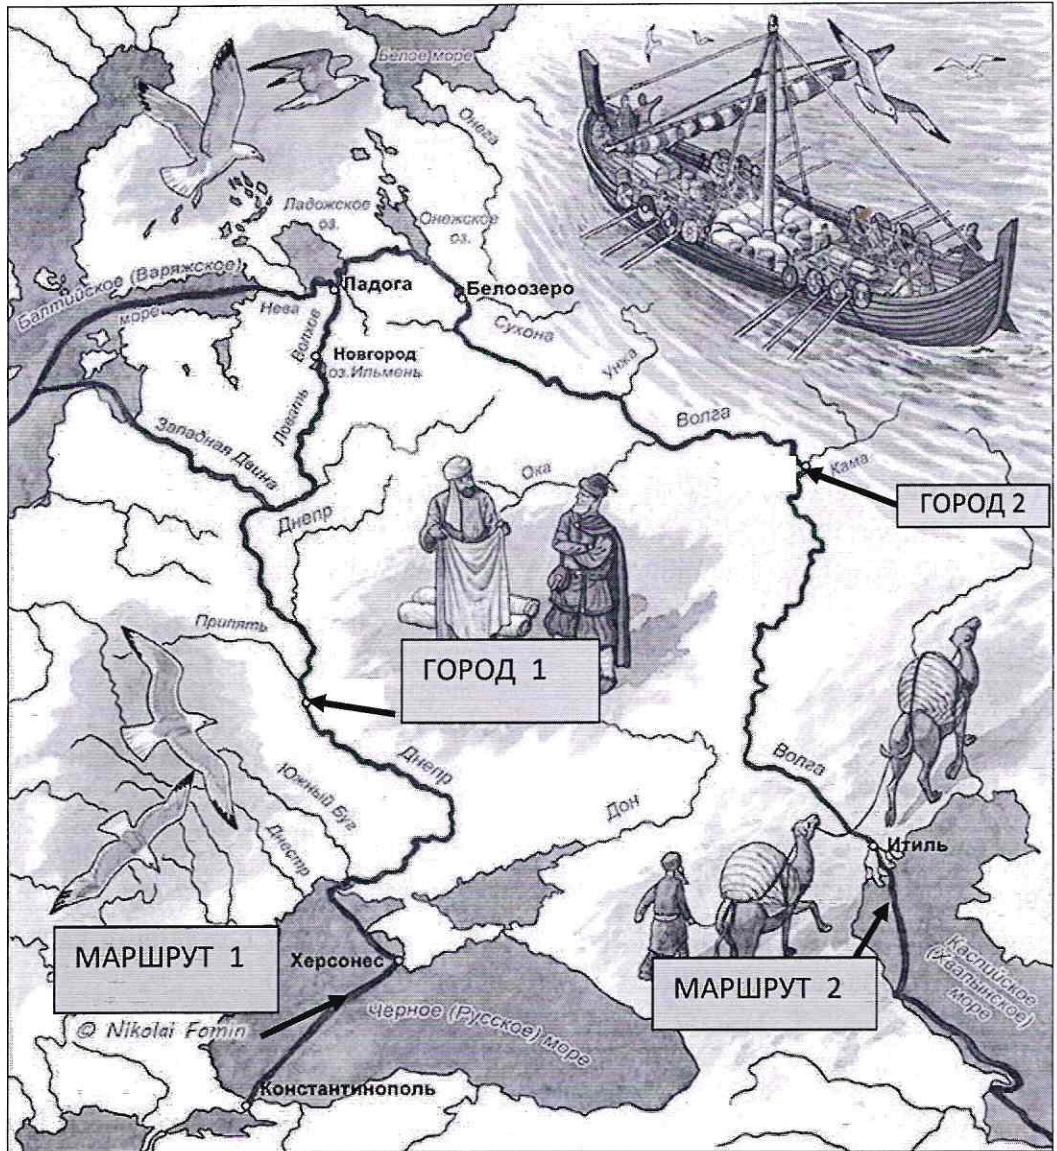 Белое море
Онега
Ладожское
оз.
Онежское
оз.
Балтийское (Варяжское)
море
Нева
Ладога
Белоозеро
Сухона
Волхов
Новгород
оз.Ильмень
Унжа
Ловать
Западная Двина
Волга
Ока
Кама
ГОРОД 2
Днепр
Припять
ГОРОД 1
Днепр
Волга
Южный Буг
Дон
Днестр
Итиль
МАРШРУТ 1
Херсонес
МАРШРУТ 2
Каспийское
(Хвалынское)
море
© Nikolai Fomin
Черное (Русское) море
Константинополь